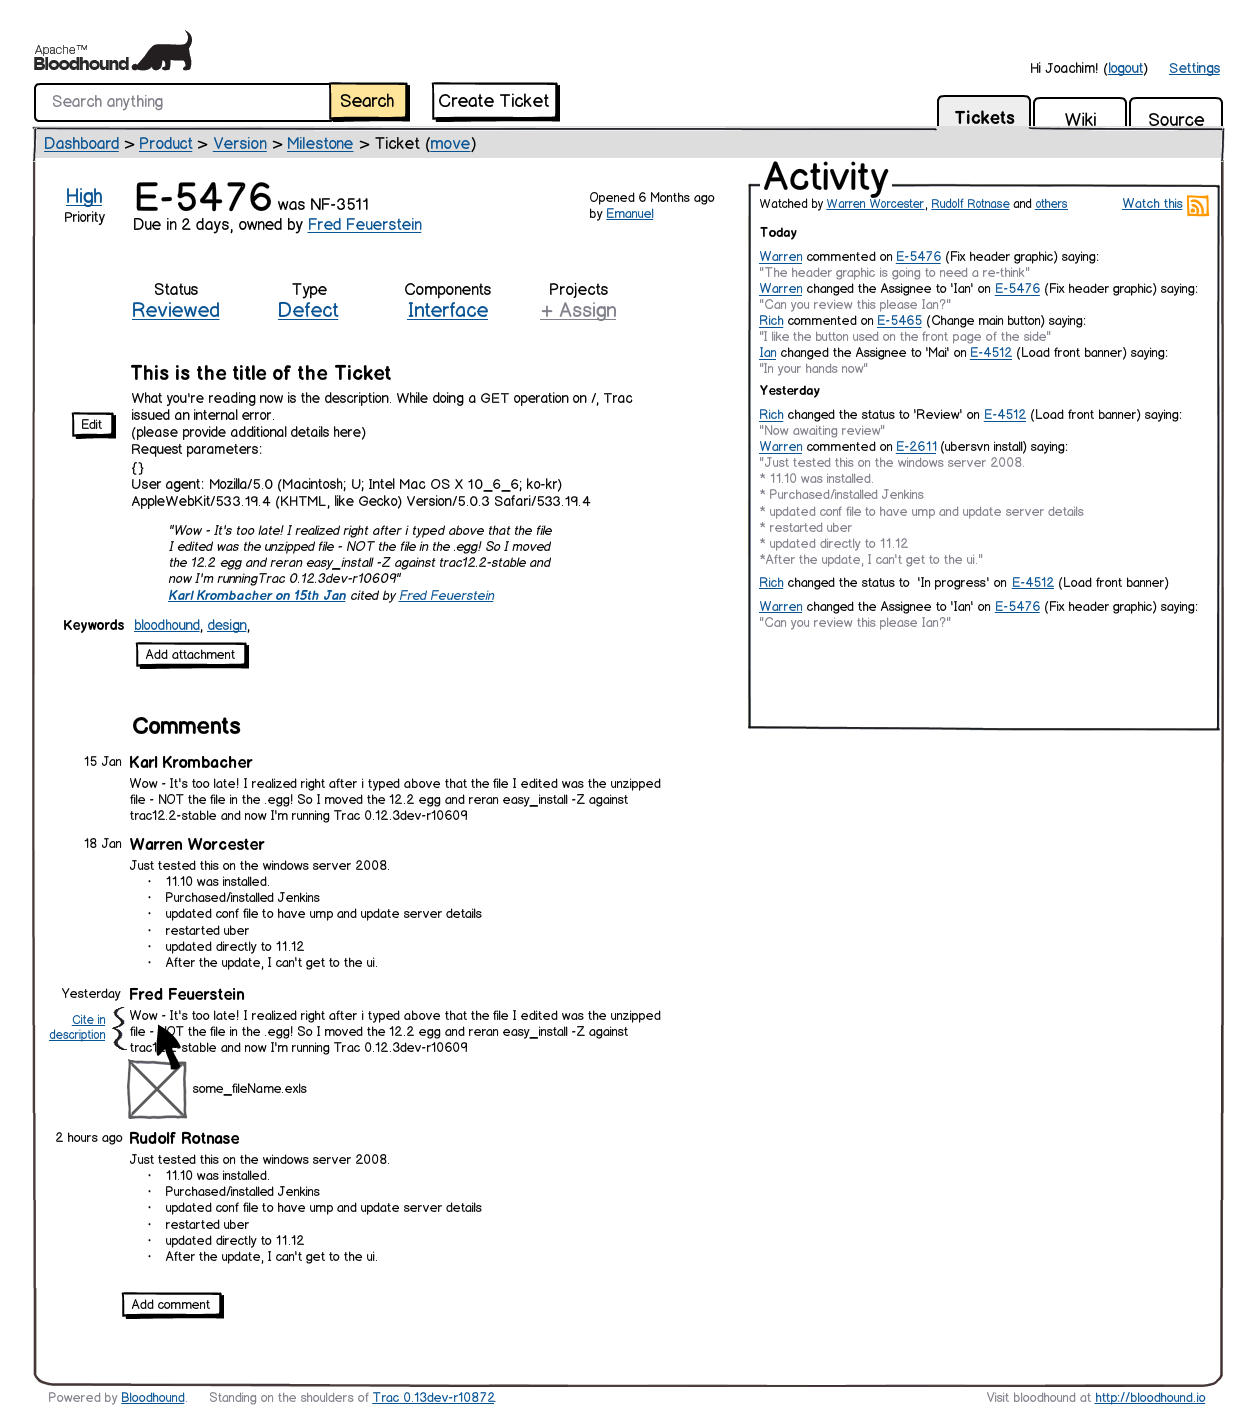 Apache™
Bloodhound
Hi Joachim! (logout) Settings
Search anything Search Create Ticket
Tickets Wiki Source
Dashboard > Product > Version > Milestone > Ticket (move)
High
Priority
E-5476 was NF-3511
Due in 2 days, owned by Fred Feuerstein
Opened 6 Months ago
by Emanuel
Status Type Components Projects
Reviewed Defect Interface + Assign
This is the title of the Ticket
What you're reading now is the description. While doing a GET operation on /, Trac
issued an internal error.
(please provide additional details here)
Request parameters:
{}
User agent: Mozilla/5.0 (Macintosh; U; Intel Mac OS X 10_6_6; ko-kr)
AppleWebKit/533.19.4 (KHTML, like Gecko) Version/5.0.3 Safari/533.19.4
Edit
"Wow - It's too late! I realized right after i typed above that the file
I edited was the unzipped file - NOT the file in the .egg! So I moved
the 12.2 egg and reran easy_install -Z against trac12.2-stable and
now I'm runningTrac 0.12.3dev-r10609"
Karl Krombacher on 15th Jan cited by Fred Feuerstein
Keywords bloodhound, design,
Add attachment
Comments
15 Jan Karl Krombacher
Wow - It's too late! I realized right after i typed above that the file I edited was the unzipped
file - NOT the file in the .egg! So I moved the 12.2 egg and reran easy_install -Z against
trac12.2-stable and now I'm running Trac 0.12.3dev-r10609
18 Jan Warren Worcester
Just tested this on the windows server 2008.
· 11.10 was installed.
· Purchased/installed Jenkins
· updated conf file to have ump and update server details
· restarted uber
· updated directly to 11.12
· After the update, I can't get to the ui.
Yesterday Fred Feuerstein
Cite in
description
Wow - It's too late! I realized right after i typed above that the file I edited was the unzipped
file - NOT the file in the .egg! So I moved the 12.2 egg and reran easy_install -Z against
trac12.2-stable and now I'm running Trac 0.12.3dev-r10609
some_fileName.exls
2 hours ago Rudolf Rotnase
Just tested this on the windows server 2008.
· 11.10 was installed.
· Purchased/installed Jenkins
· updated conf file to have ump and update server details
· restarted uber
· updated directly to 11.12
· After the update, I can't get to the ui.
Add comment
Activity
Watched by Warren Worcester, Rudolf Rotnase and others Watch this
Today
Warren commented on E-5476 (Fix header graphic) saying:
"The header graphic is going to need a re-think"
Warren changed the Assignee to 'Ian' on E-5476 (Fix header graphic) saying:
"Can you review this please Ian?"
Rich commented on E-5465 (Change main button) saying:
"I like the button used on the front page of the side"
Ian changed the Assignee to 'Mai' on E-4512 (Load front banner) saying:
"In your hands now"
Yesterday
Rich changed the status to 'Review' on E-4512 (Load front banner) saying:
"Now awaiting review"
Warren commented on E-2611 (ubersvn install) saying:
"Just tested this on the windows server 2008.
* 11.10 was installed.
* Purchased/installed Jenkins
* updated conf file to have ump and update server details
* restarted uber
* updated directly to 11.12
*After the update, I can't get to the ui."
Rich changed the status to 'In progress' on E-4512 (Load front banner)
Warren changed the Assignee to 'Ian' on E-5476 (Fix header graphic) saying:
"Can you review this please Ian?"
Powered by Bloodhound. Standing on the shoulders of Trac 0.13dev-r10872 Visit bloodhound at http://bloodhound.io